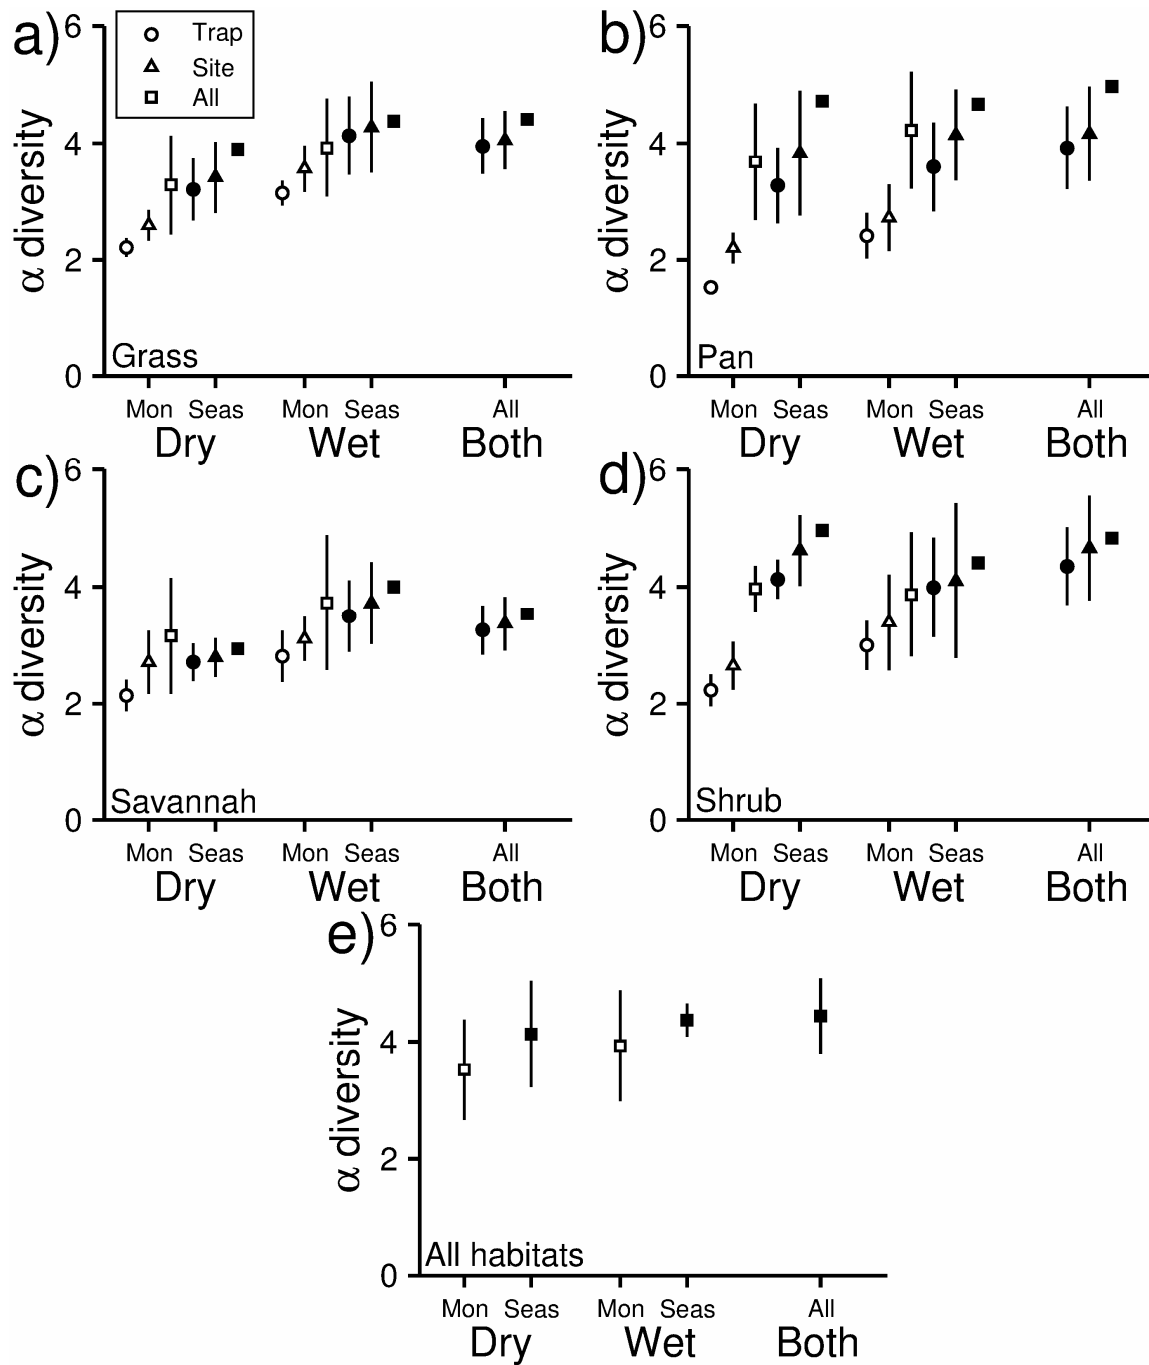 a)
6
4
2
0
α diversity
Trap
Site
All
Grass
Mon Seas Mon Seas All
Dry Wet Both
b)
6
4
2
0
α diversity
Pan
Mon Seas Mon Seas All
Dry Wet Both
c)
6
4
2
0
α diversity
Savannah
Mon Seas Mon Seas All
Dry Wet Both
d)
6
4
2
0
α diversity
Shrub
Mon Seas Mon Seas All
Dry Wet Both
e)
6
4
2
0
α diversity
All habitats
Mon Seas Mon Seas All
Dry Wet Both